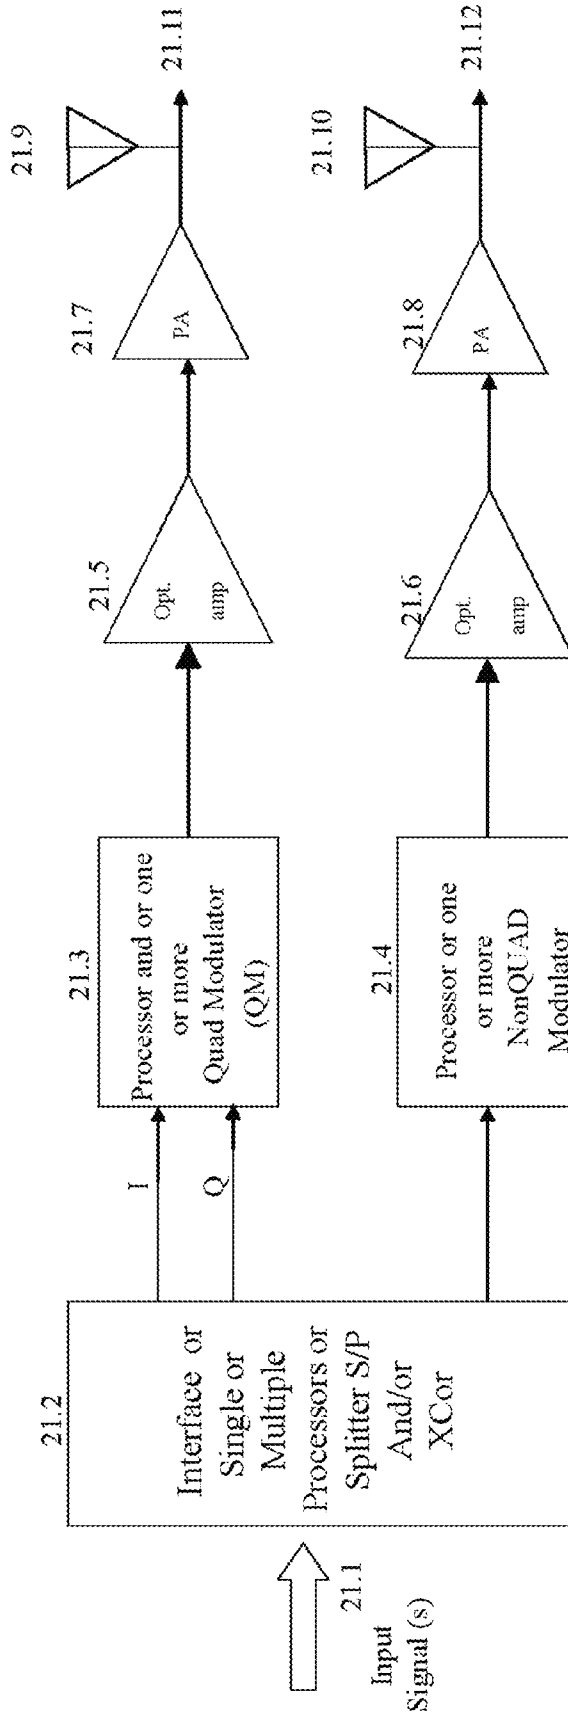 21.1
Input
Signal (s)
21.2
Interface or
Single or
Multiple
Processors or
Splitter S/P
And/or
XCor
I
Q
21.3
Processor and or one
or more
Quad Modulator
(QM)
21.5
Opt.
amp
21.7
PA
21.9
21.11
21.4
Processor or one
or more
NonQUAD
Modulator
21.6
Opt.
amp
21.8
PA
21.10
21.12